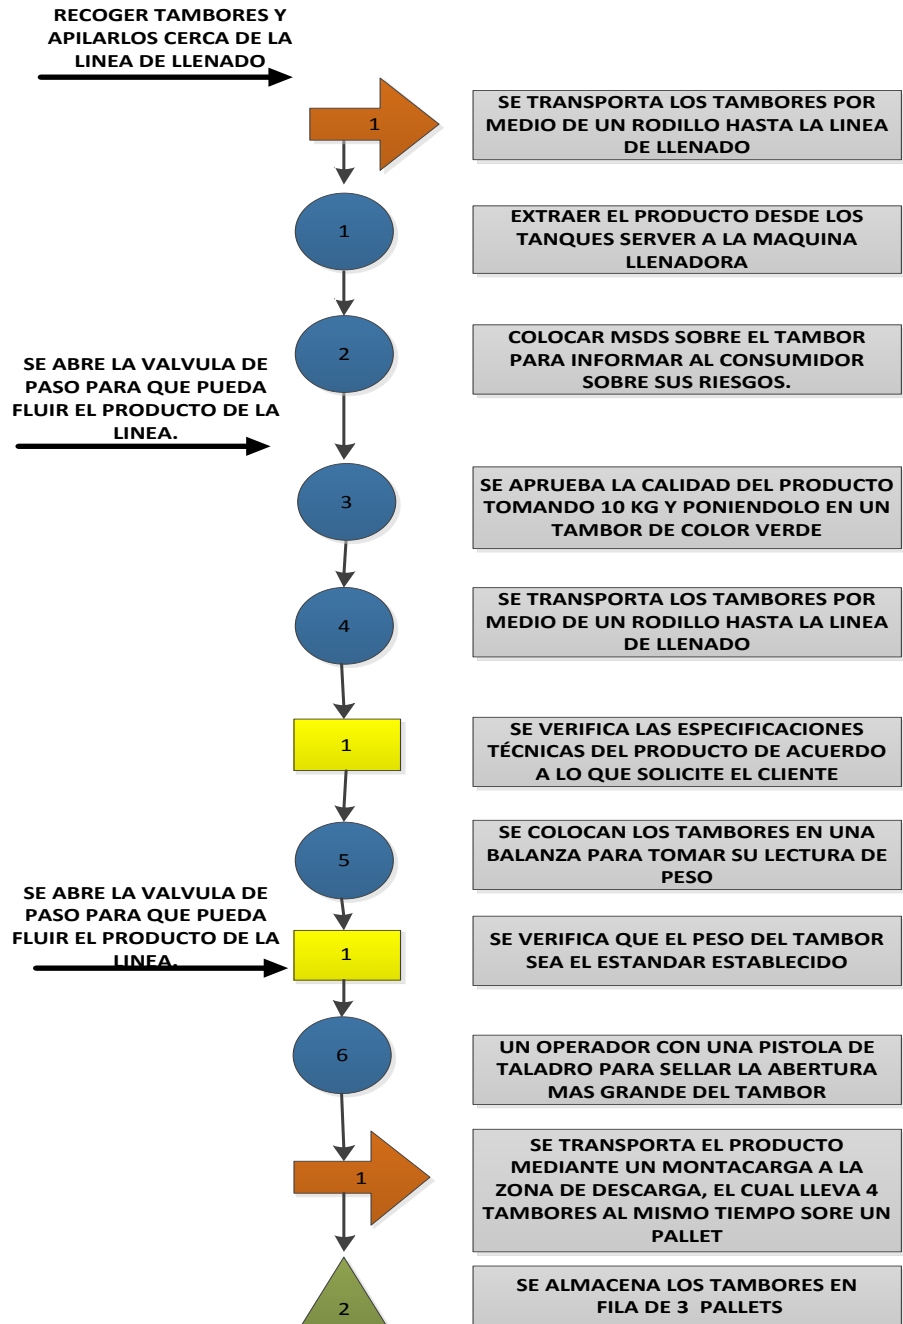 RECOGER TAMBORES Y
APILARLOS CERCA DE LA
LINEA DE LLENADO
1
SE TRANSPORTA LOS TAMBORES POR
MEDIO DE UN RODILLO HASTA LA LINEA
DE LLENADO
1
EXTRAER EL PRODUCTO DESDE LOS
TANQUES SERVER A LA MAQUINA
LLENADORA
2
COLOCAR MSDS SOBRE EL TAMBOR
PARA INFORMAR AL CONSUMIDOR
SOBRE SUS RIESGOS.
SE ABRE LA VALVULA DE
PASO PARA QUE PUEDA
FLUIR EL PRODUCTO DE LA
LINEA.
3
SE APRUEBA LA CALIDAD DEL PRODUCTO
TOMANDO 10 KG Y PONIENDOLO EN UN
TAMBOR DE COLOR VERDE
4
SE TRANSPORTA LOS TAMBORES POR
MEDIO DE UN RODILLO HASTA LA LINEA
DE LLENADO
1
SE VERIFICA LAS ESPECIFICACIONES
TÉCNICAS DEL PRODUCTO DE ACUERDO
A LO QUE SOLICITE EL CLIENTE
5
SE COLOCAN LOS TAMBORES EN UNA
BALANZA PARA TOMAR SU LECTURA DE
PESO
SE ABRE LA VALVULA DE
PASO PARA QUE PUEDA
FLUIR EL PRODUCTO DE LA
LINEA.
1
SE VERIFICA QUE EL PESO DEL TAMBOR
SEA EL ESTANDAR ESTABLECIDO
6
UN OPERADOR CON UNA PISTOLA DE
TALADRO PARA SELLAR LA ABERTURA
MAS GRANDE DEL TAMBOR
1
SE TRANSPORTA EL PRODUCTO
MEDIANTE UN MONTACARGA A LA
ZONA DE DESCARGA, EL CUAL LLEVA 4
TAMBORES AL MISMO TIEMPO SORE UN
PALLET
2
SE ALMACENA LOS TAMBORES EN
FILA DE 3 PALLETS